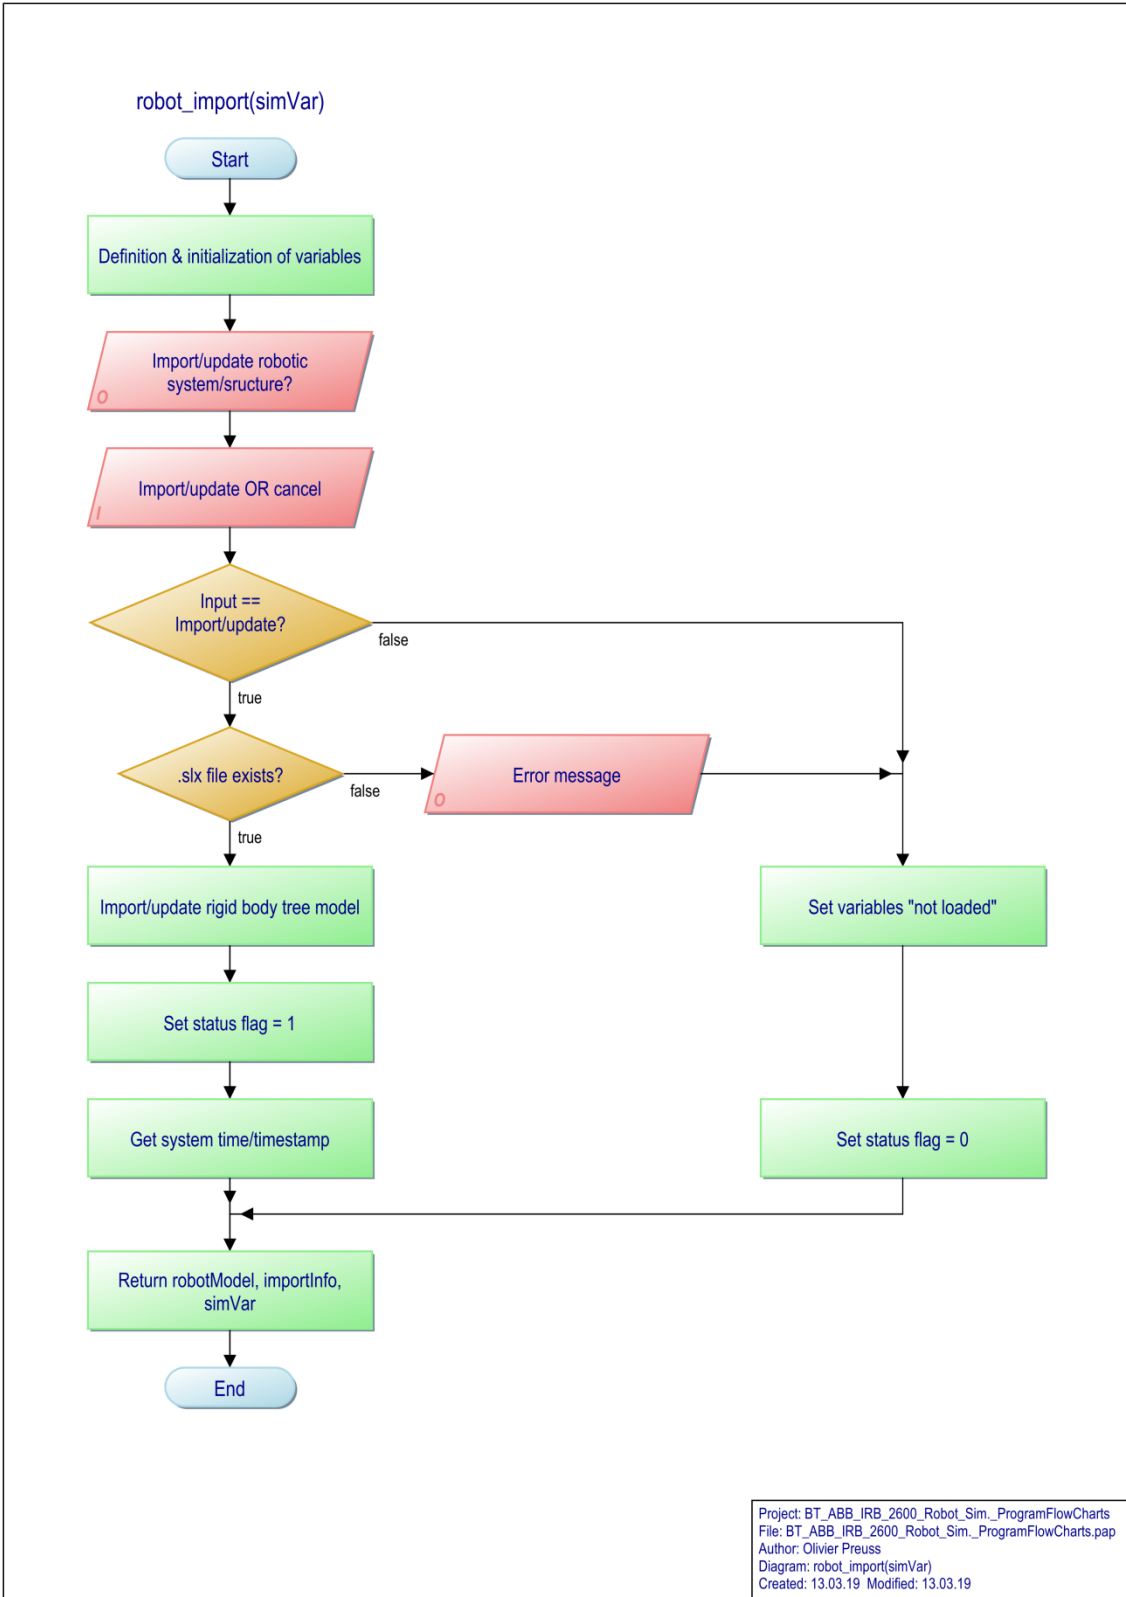 robot_import(simVar)
Start
Definition & initialization of variables
Import/update robotic
system/sructure?
O
Import/update OR cancel
I
Input ==
Import/update?
false
true
.slx file exists?
false
Error message
O
true
Import/update rigid body tree model
Set variables "not loaded"
Set status flag = 1
Get system time/timestamp
Set status flag = 0
Return robotModel, importInfo,
simVar
End
Project: BT_ABB_IRB_2600_Robot_Sim._ProgramFlowCharts
File: BT_ABB_IRB_2600_Robot_Sim._ProgramFlowCharts.pap
Author: Olivier Preuss
Diagram: robot_import(simVar)
Created: 13.03.19 Modified: 13.03.19